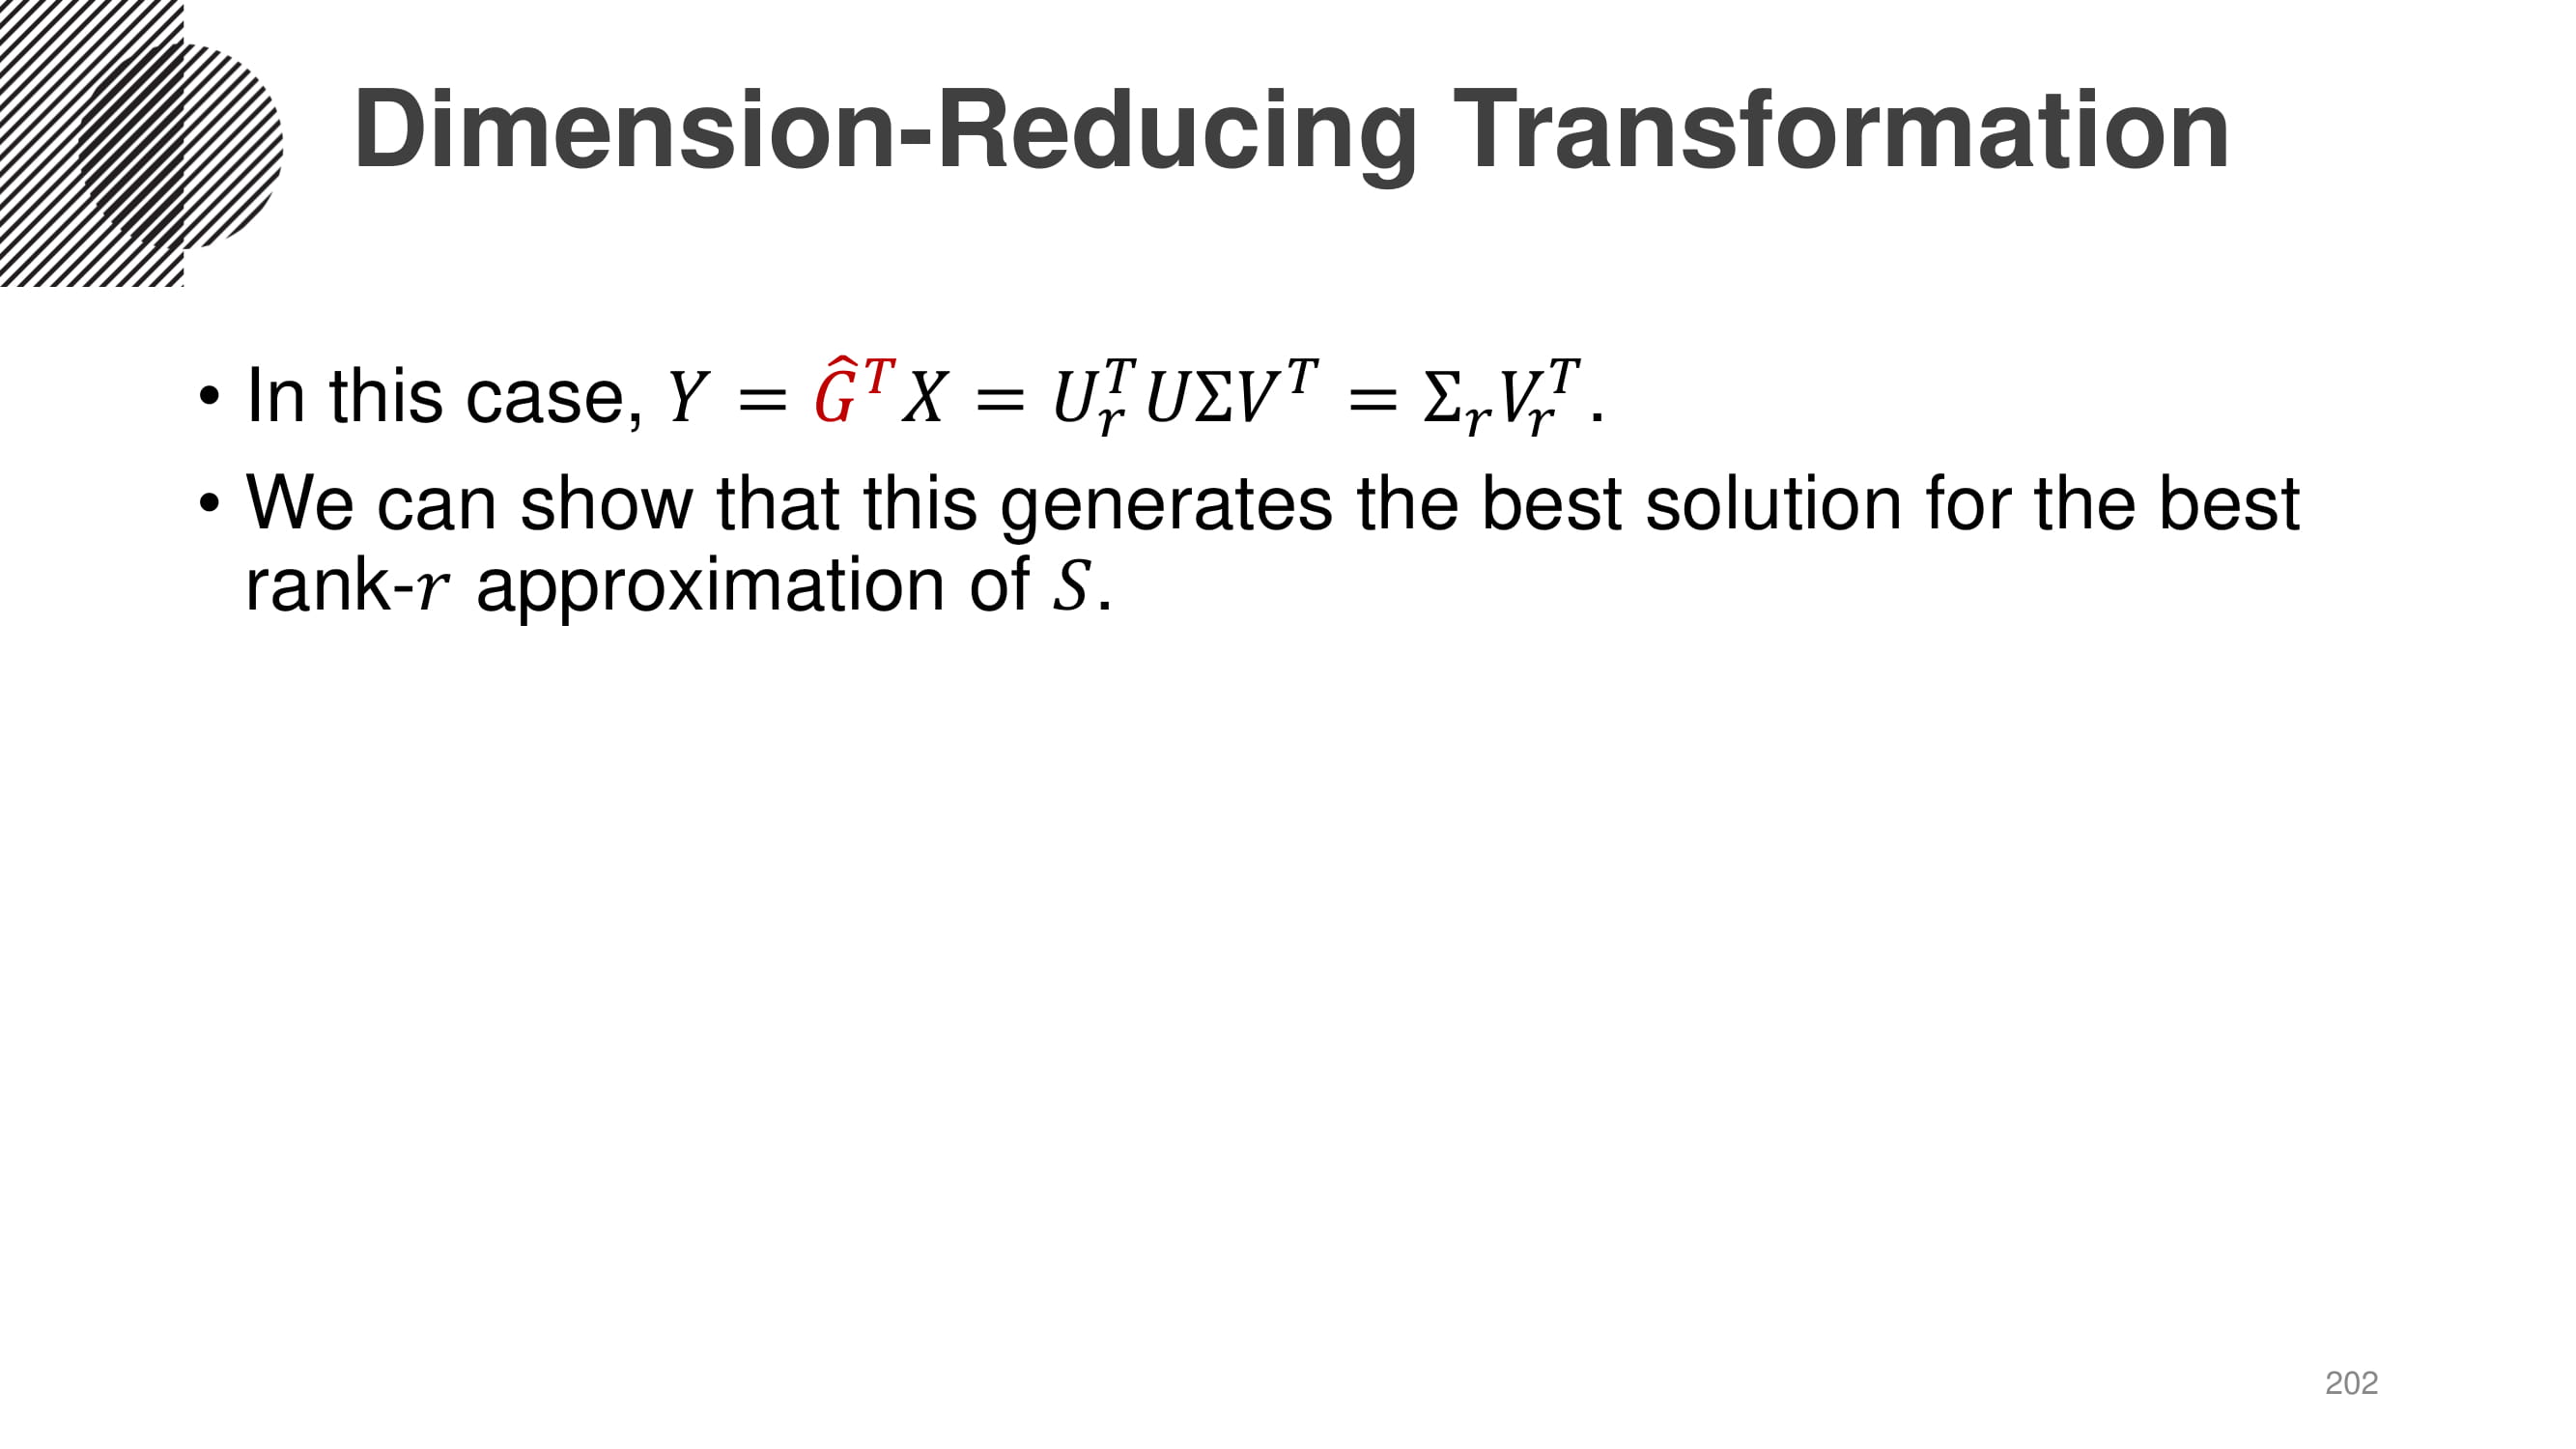 Dimension-Reducing Transformation
• In this case, $Y = \hat{G}^T X = U_r^T U \Sigma V^T = \Sigma_r V_r^T$.
• We can show that this generates the best solution for the best
rank-$r$ approximation of $S$.
202